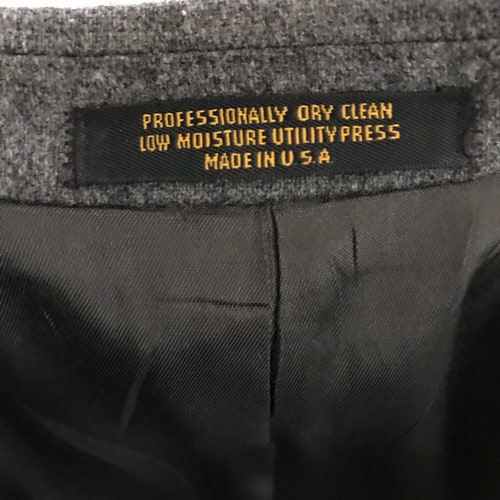 PROFESSIONALLY DRY CLEAN
LOW MOISTURE UTILITY PRESS
MADE IN U S.A